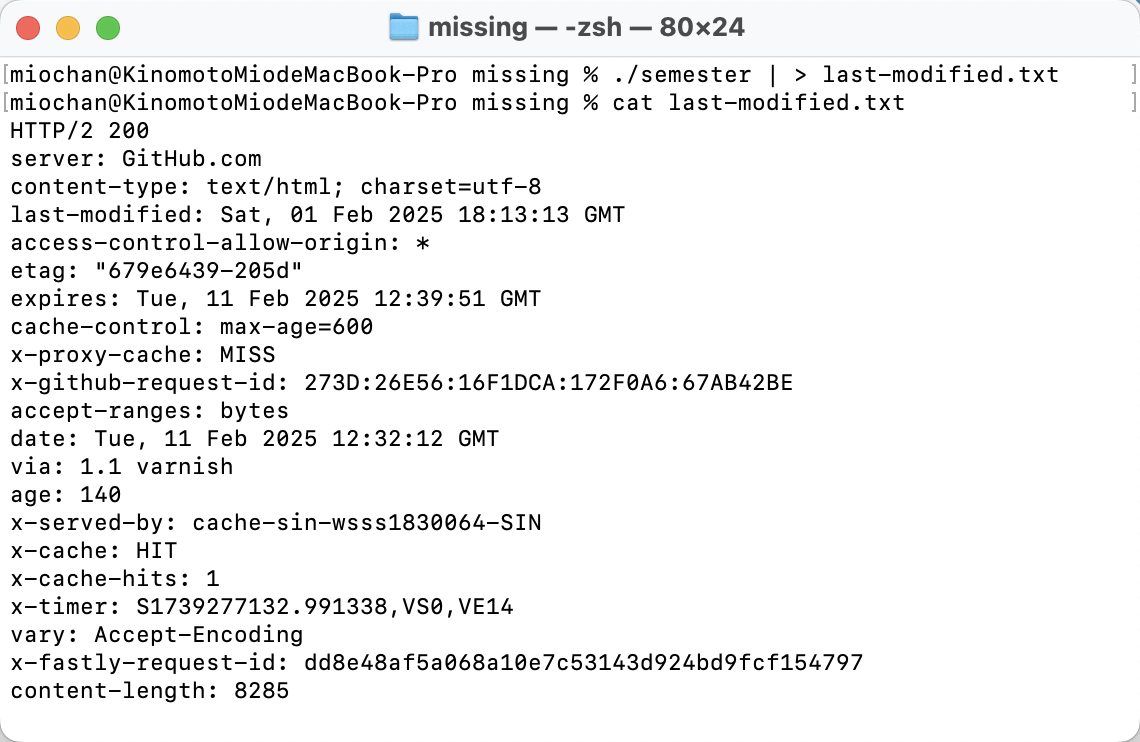 missing — -zsh — 80×24
[miochan@KinomotoMiodeMacBook-Pro missing % ./semester | > last-modified.txt ]
[miochan@KinomotoMiodeMacBook-Pro missing % cat last-modified.txt ]
HTTP/2 200
server: GitHub.com
content-type: text/html; charset=utf-8
last-modified: Sat, 01 Feb 2025 18:13:13 GMT
access-control-allow-origin: *
etag: "679e6439-205d"
expires: Tue, 11 Feb 2025 12:39:51 GMT
cache-control: max-age=600
x-proxy-cache: MISS
x-github-request-id: 273D:26E56:16F1DCA:172F0A6:67AB42BE
accept-ranges: bytes
date: Tue, 11 Feb 2025 12:32:12 GMT
via: 1.1 varnish
age: 140
x-served-by: cache-sin-wsss1830064-SIN
x-cache: HIT
x-cache-hits: 1
x-timer: S1739277132.991338,VS0,VE14
vary: Accept-Encoding
x-fastly-request-id: dd8e48af5a068a10e7c53143d924bd9fcf154797
content-length: 8285